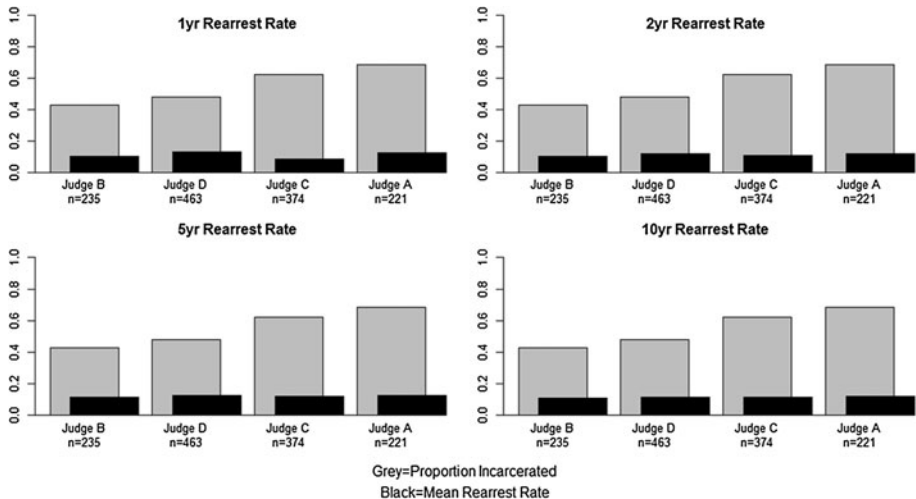 1yr Rearrest Rate
0.0 0.2 0.4 0.6 0.8 1.0
Judge B Judge D Judge C Judge A
n=235 n=463 n=374 n=221
2yr Rearrest Rate
0.0 0.2 0.4 0.6 0.8 1.0
Judge B Judge D Judge C Judge A
n=235 n=463 n=374 n=221
5yr Rearrest Rate
0.0 0.2 0.4 0.6 0.8 1.0
Judge B Judge D Judge C Judge A
n=235 n=463 n=374 n=221
10yr Rearrest Rate
0.0 0.2 0.4 0.6 0.8 1.0
Judge B Judge D Judge C Judge A
n=235 n=463 n=374 n=221
Grey=Proportion Incarcerated
Black=Mean Rearrest Rate